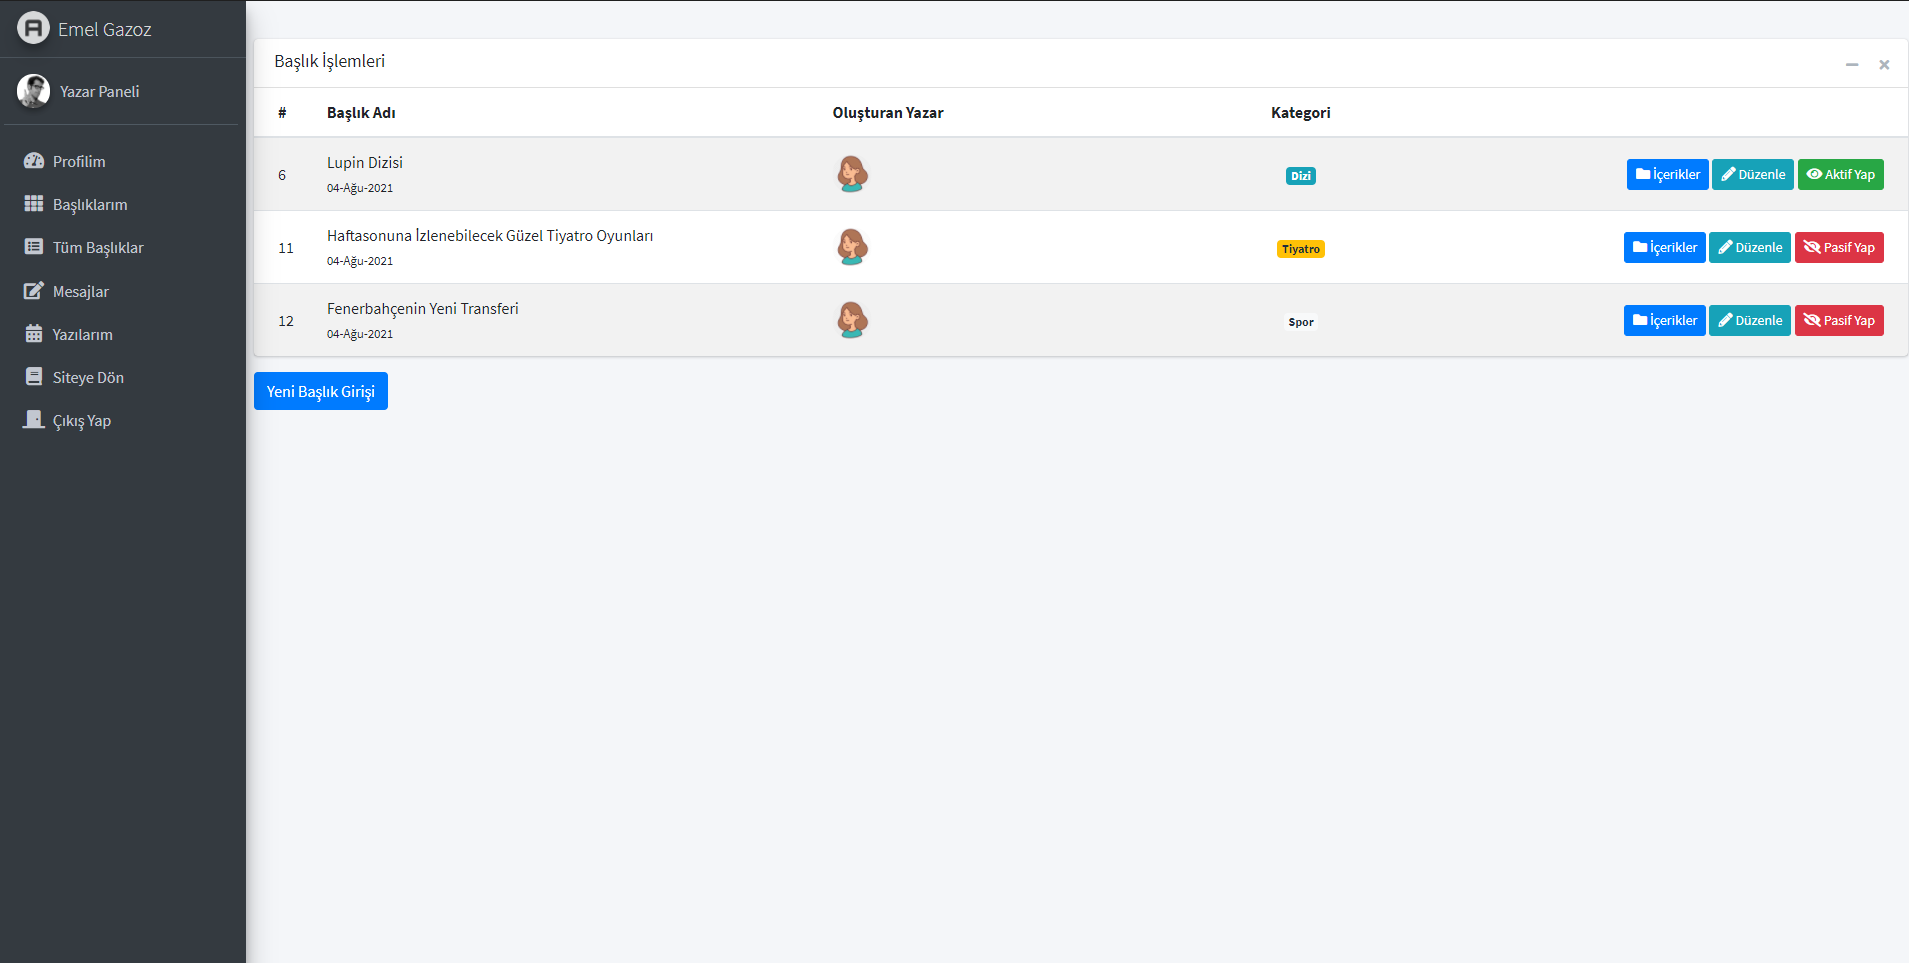 Emel Gazoz
Yazar Paneli
Profilim
Başlıklarım
Tüm Başlıklar
Mesajlar
Yazılarım
Siteye Dön
Çıkış Yap
Başlık İşlemleri
# Başlık Adı Oluşturan Yazar Kategori
6 Lupin Dizisi Dizi İçerikler Düzenle Aktif Yap
04-Ağu-2021
11 Haftasonuna İzlenebilecek Güzel Tiyatro Oyunları Tiyatro İçerikler Düzenle Pasif Yap
04-Ağu-2021
12 Fenerbahçenin Yeni Transferi Spor İçerikler Düzenle Pasif Yap
04-Ağu-2021
Yeni Başlık Girişi